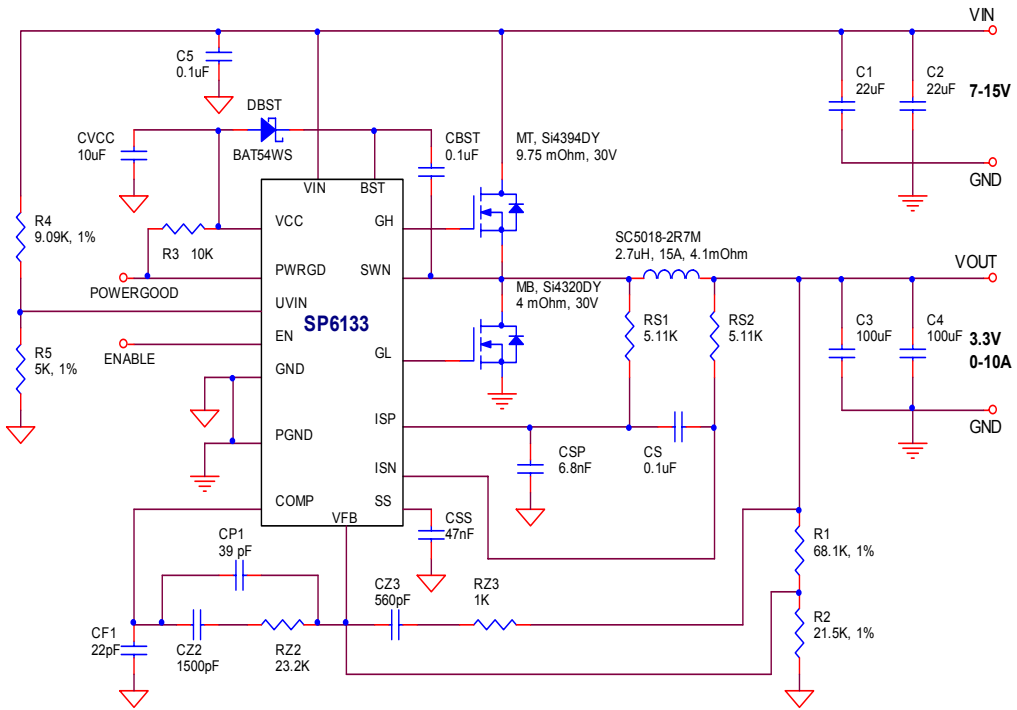 VIN
C5
0.1uF
C1
22uF
C2
22uF
7-15V
DBST
BAT54WS
CVCC
10uF
CBST
0.1uF
MT, Si4394DY
9.75 mOhm, 30V
GND
VIN
BST
R4
9.09K, 1%
R3 10K
VCC
GH
SC5018-2R7M
2.7uH, 15A, 4.1mOhm
VOUT
POWERGOOD
PWRGD
SWN
MB, Si4320DY
4 mOhm, 30V
UVIN
SP6133
R5
5K, 1%
ENABLE
EN
GL
RS1
5.11K
RS2
5.11K
C3
100uF
C4
100uF
3.3V
0-10A
GND
GND
PGND
ISP
ISN
CSP
6.8nF
CS
0.1uF
COMP
SS
VFB
CSS
47nF
CP1
39 pF
CZ3
560pF
RZ3
1K
R1
68.1K, 1%
CF1
22pF
CZ2
1500pF
RZ2
23.2K
R2
21.5K, 1%